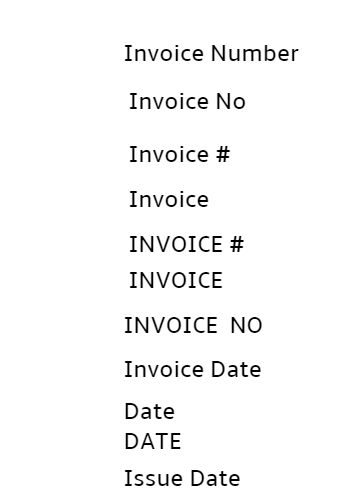 Invoice Number
Invoice No
Invoice #
Invoice
INVOICE #
INVOICE
INVOICE  NO
Invoice Date
Date
DATE
Issue Date